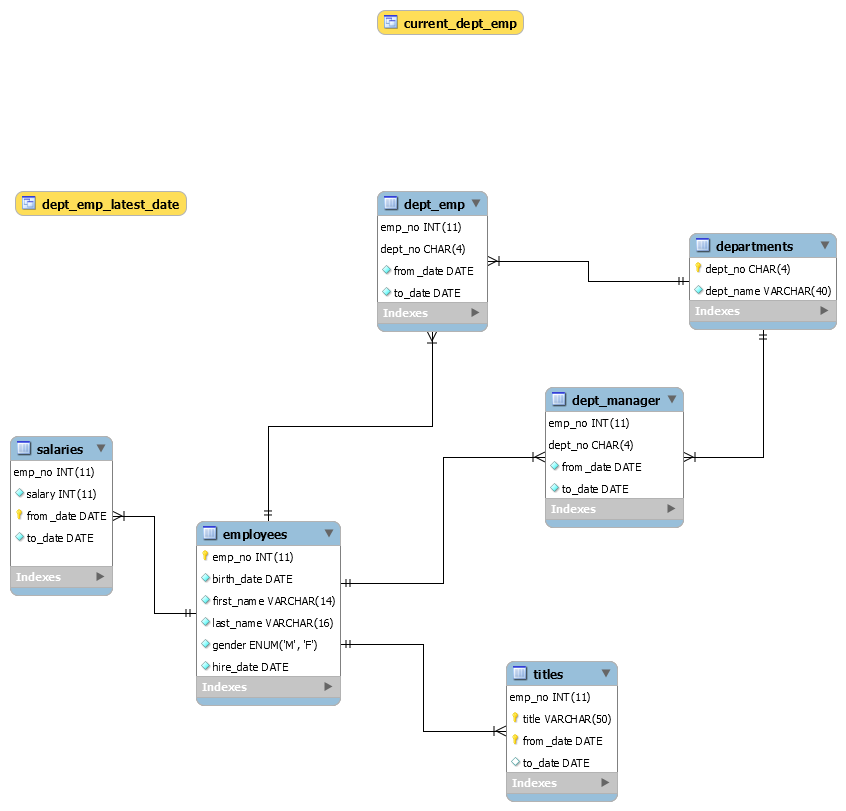 current_dept_emp
dept_emp_latest_date
dept_emp
emp_no INT(11)
dept_no CHAR(4)
from_date DATE
to_date DATE
Indexes
departments
dept_no CHAR(4)
dept_name VARCHAR(40)
Indexes
dept_manager
emp_no INT(11)
dept_no CHAR(4)
from_date DATE
to_date DATE
Indexes
salaries
emp_no INT(11)
salary INT(11)
from_date DATE
to_date DATE
Indexes
employees
emp_no INT(11)
birth_date DATE
first_name VARCHAR(14)
last_name VARCHAR(16)
gender ENUM('M', 'F')
hire_date DATE
Indexes
titles
emp_no INT(11)
title VARCHAR(50)
from_date DATE
to_date DATE
Indexes